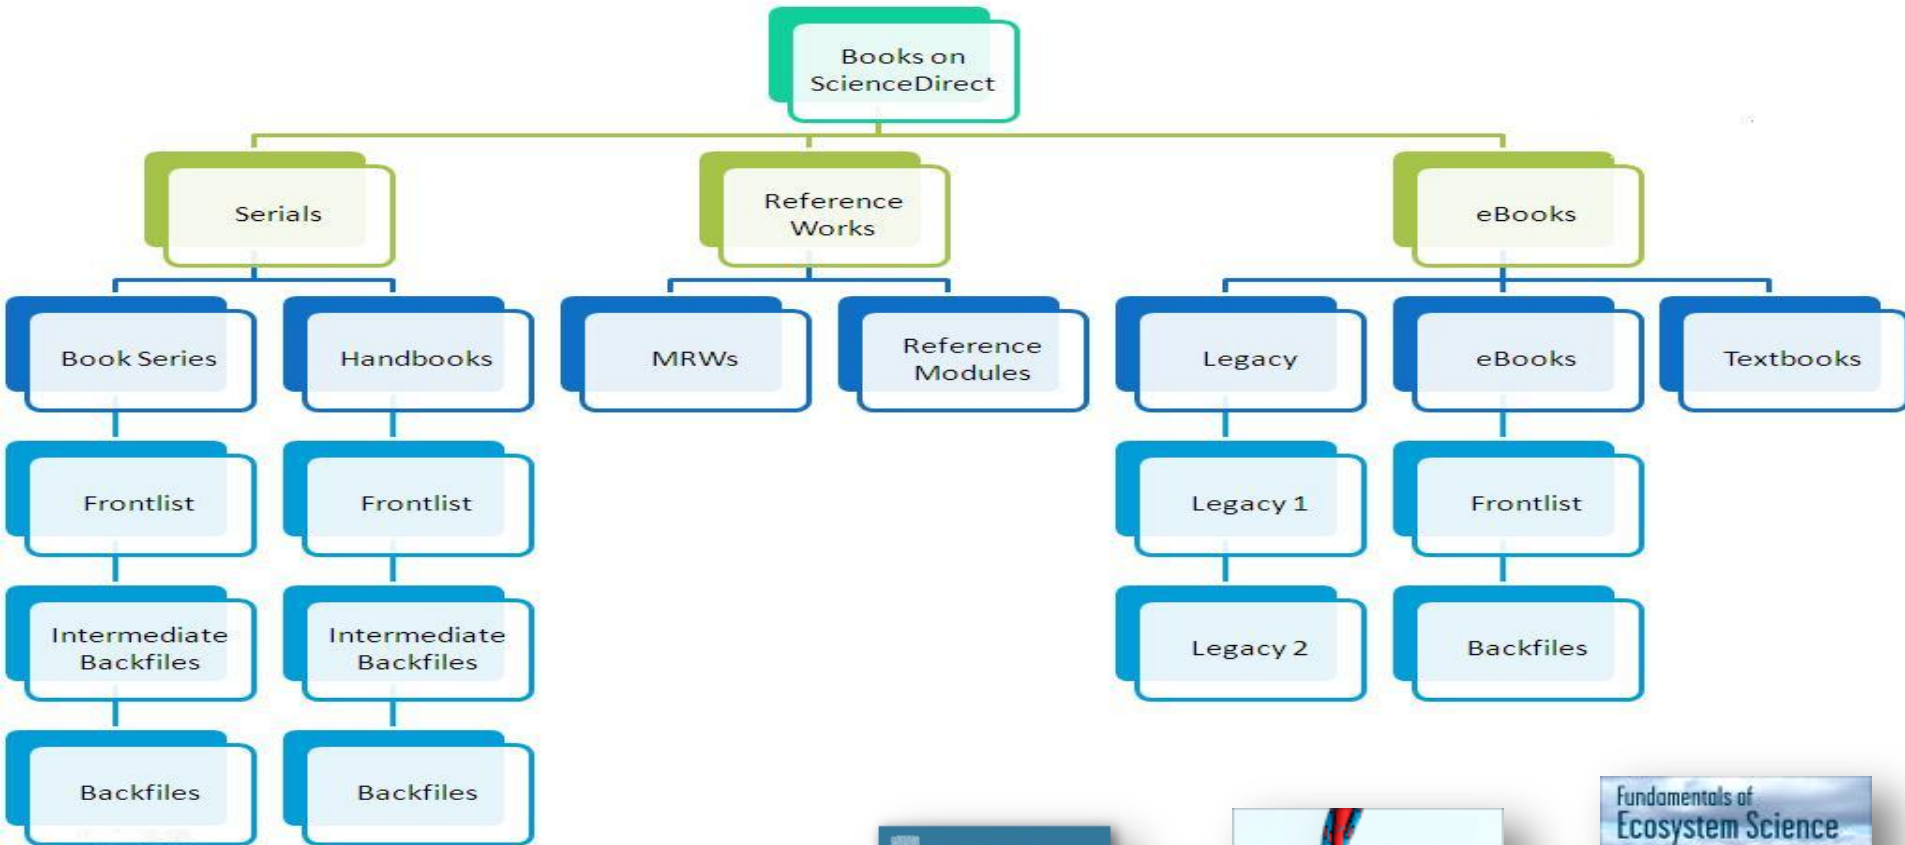 Books on
ScienceDirect
Serials
Reference
Works
eBooks
Book Series
Handbooks
MRWs
Reference
Modules
Legacy
eBooks
Textbooks
Frontlist
Frontlist
Legacy 1
Frontlist
Intermediate
Backfiles
Intermediate
Backfiles
Legacy 2
Backfiles
Backfiles
Backfiles
Fundamentals of
Ecosystem Science